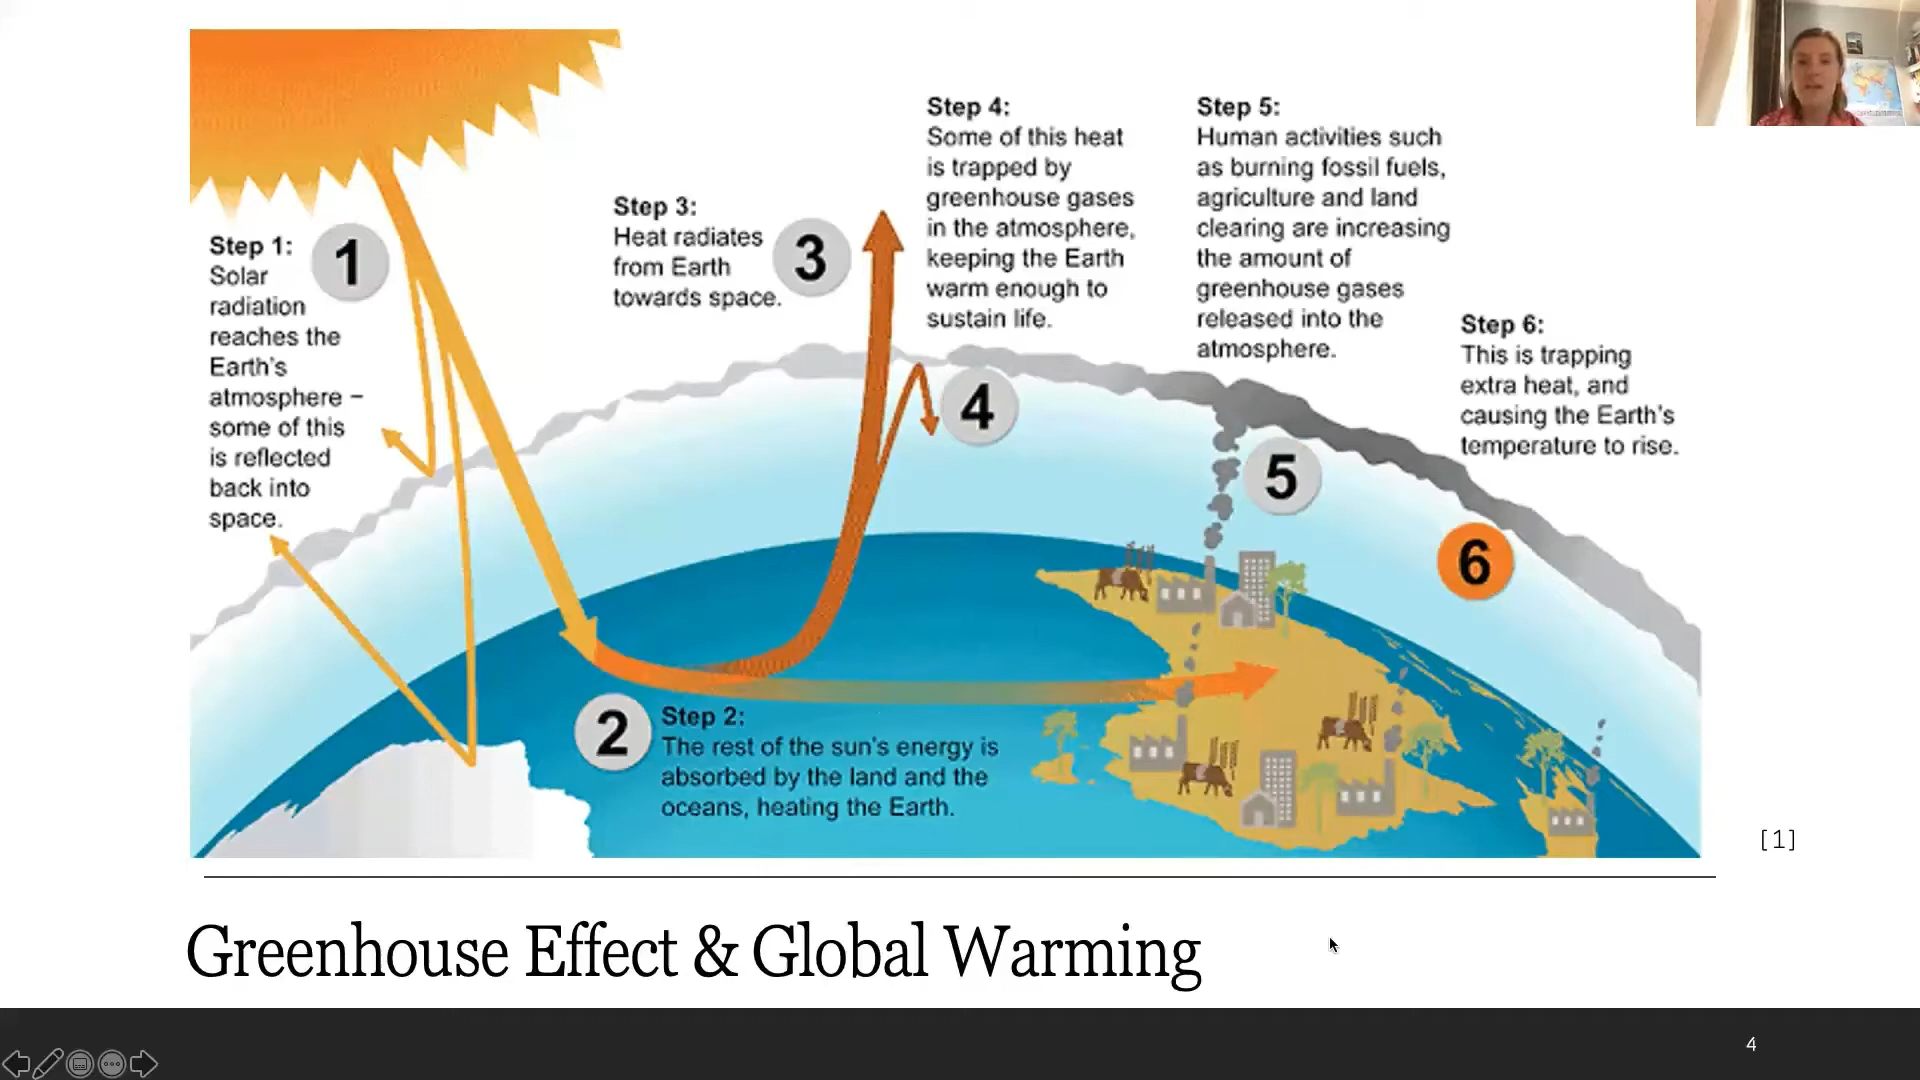 Step 1:
Solar
radiation
reaches the
Earth's
atmosphere –
some of this
is reflected
back into
space.
1
Step 2:
The rest of the sun's energy is
absorbed by the land and the
oceans, heating the Earth.
2
Step 3:
Heat radiates
from Earth
towards space.
3
Step 4:
Some of this heat
is trapped by
greenhouse gases
in the atmosphere,
keeping the Earth
warm enough to
sustain life.
4
Step 5:
Human activities such
as burning fossil fuels,
agriculture and land
clearing are increasing
the amount of
greenhouse gases
released into the
atmosphere.
5
Step 6:
This is trapping
extra heat, and
causing the Earth's
temperature to rise.
6
[1]
Greenhouse Effect & Global Warming
4